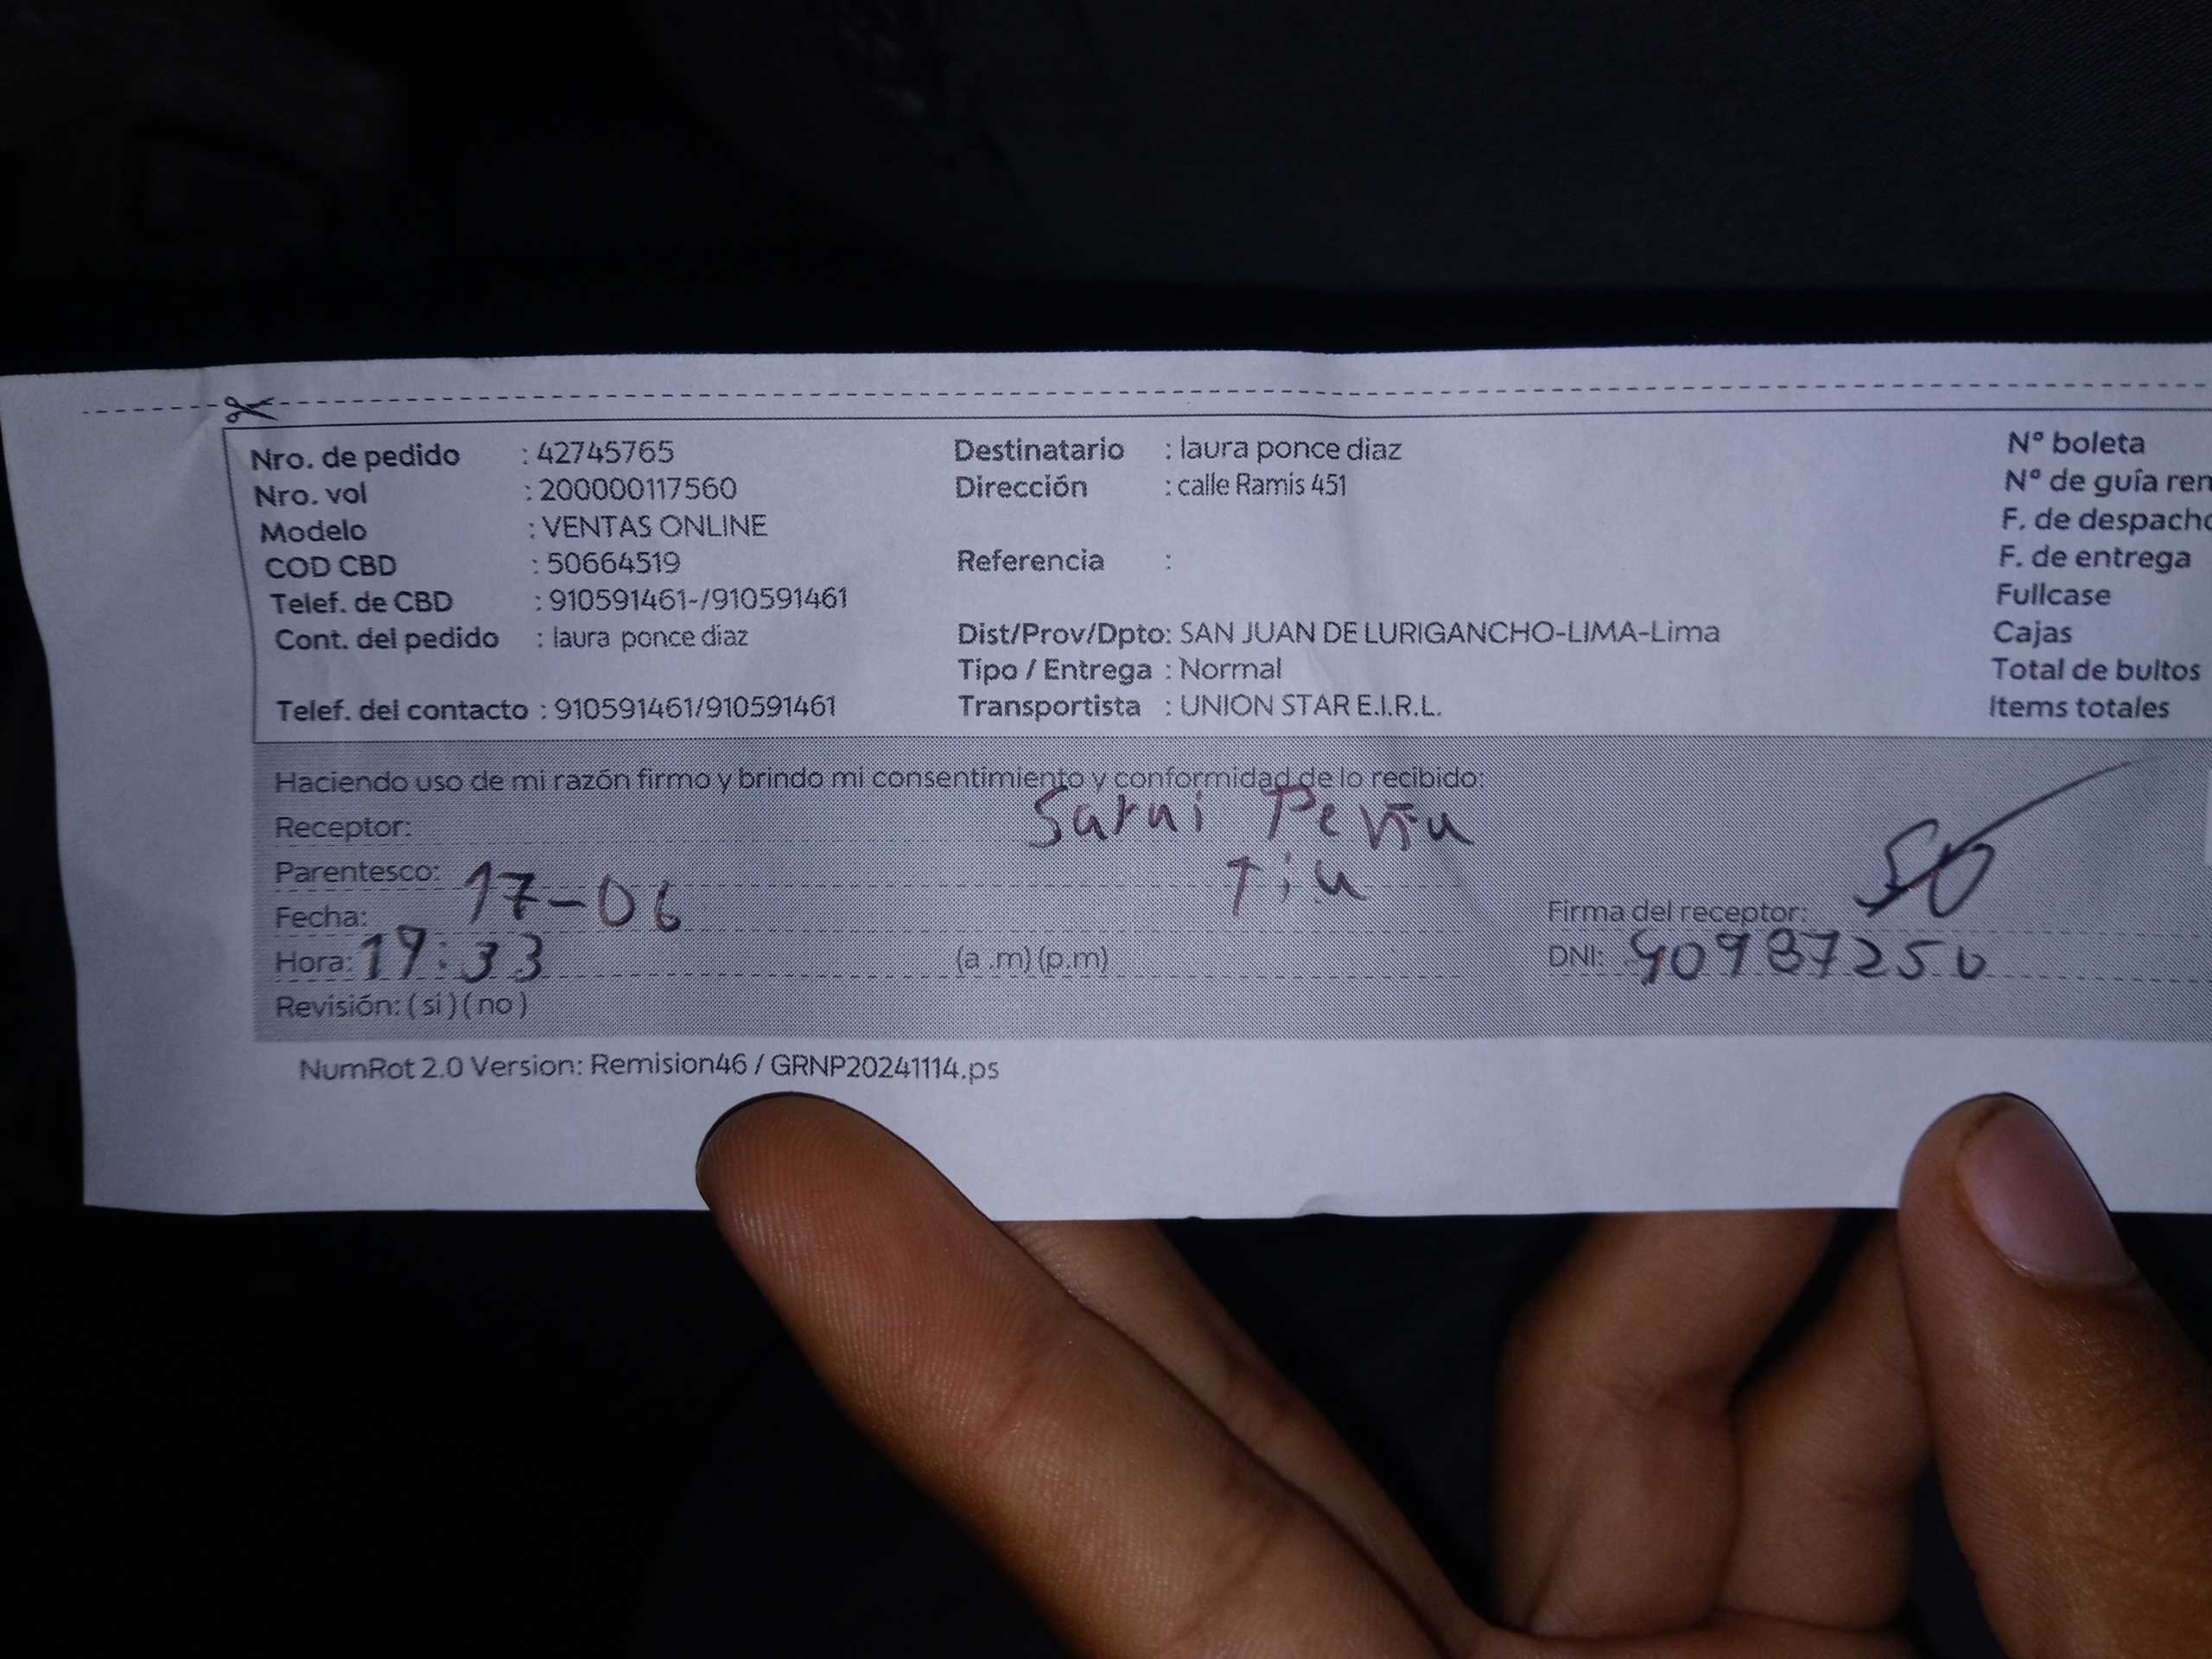 Nro. de pedido : 42745765
Nro. vol : 200000117560
Modelo : VENTAS ONLINE
COD CBD : 50664519
Telef. de CBD : 910591461-/910591461
Cont. del pedido : laura ponce diaz
Telef. del contacto : 910591461/910591461
Destinatario : laura ponce diaz
Dirección : calle Ramis 451
Referencia :
Dist/Prov/Dpto: SAN JUAN DE LURIGANCHO-LIMA-Lima
Tipo / Entrega : Normal
Transportista : UNION STAR E.I.R.L.
N° boleta
N° de guía
F. de despacho
F. de entrega
Fullcase
Cajas
Total de bultos
Items totales
Haciendo uso de mi razón firmo y brindo mi consentimiento y conformidad de lo recibido:
Receptor: Peña
Parentesco: Tia
Fecha: 17-06
Hora: 19:33 (a .m) (p.m)
Revisión: ( si ) ( no )
Firma del receptor:
DNI:
NumRot 2.0 Version: Remision46 / GRNP20241114.ps